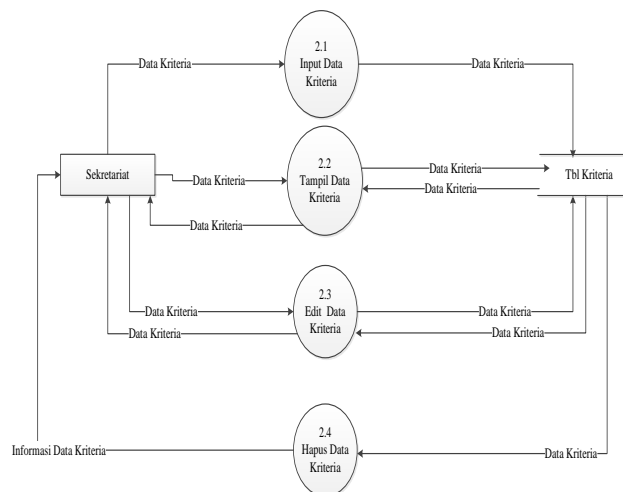 2.1
Input Data
Kriteria
Data Kriteria
Data Kriteria
2.2
Tampil Data
Kriteria
Sekretariat
Data Kriteria
Data Kriteria
Data Kriteria
Data Kriteria
Tbl Kriteria
2.3
Edit Data
Kriteria
Data Kriteria
Data Kriteria
Data Kriteria
Data Kriteria
2.4
Hapus Data
Kriteria
Informasi Data Kriteria
Data Kriteria